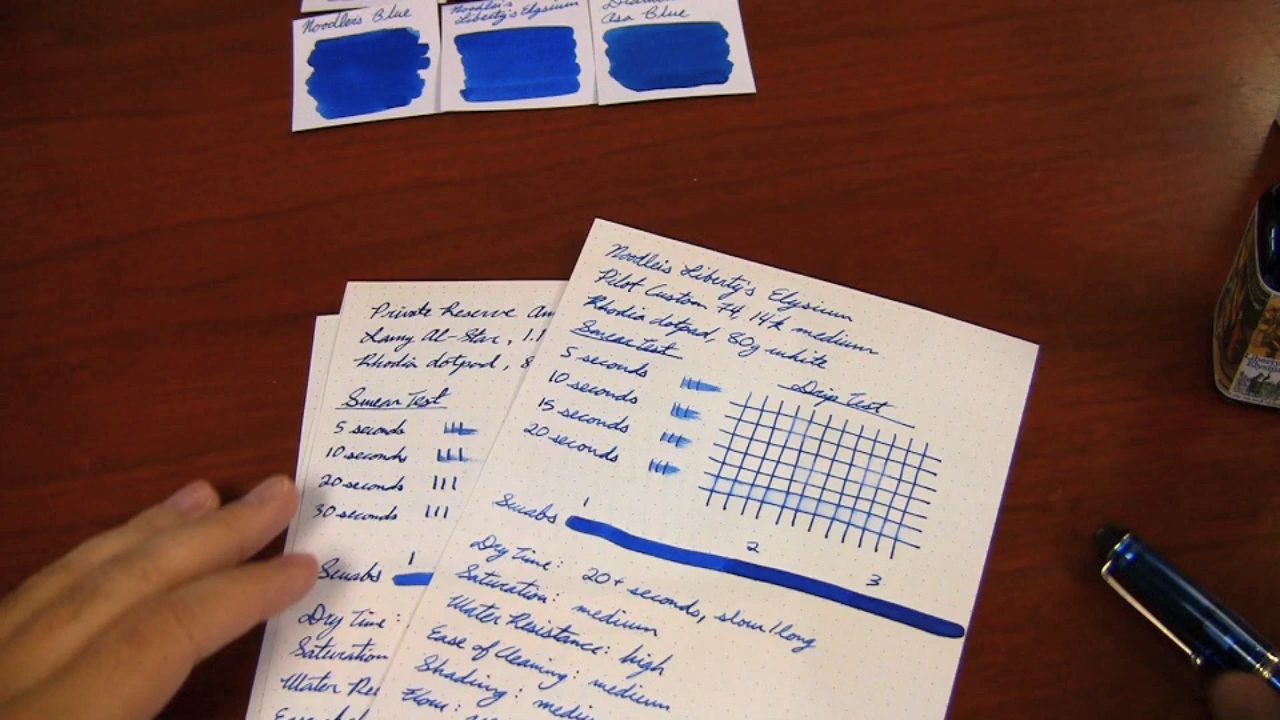 Noodler's Blue
Noodler's
Liberty's Elysium
Asa Blue
Noodler's Liberty's Elysium
Pilot Custom 74, 14k medium
Rhodia dotpad, 80g white
Smear Test
5 seconds
10 seconds
15 seconds
20 seconds
Drip Test
Swabs
1
2
3
Dry Time: 20+ seconds, slow/long
Saturation: medium
Water Resistance: high
Ease of Cleaning: medium
Shading:
Flow:
Private Reserve
Lamy Al-Star, 1.1
Rhodia dotpad, 8
Smear Test
5 seconds
10 seconds
20 seconds
30 seconds
Swabs
1
Dry Time:
Saturation
Water